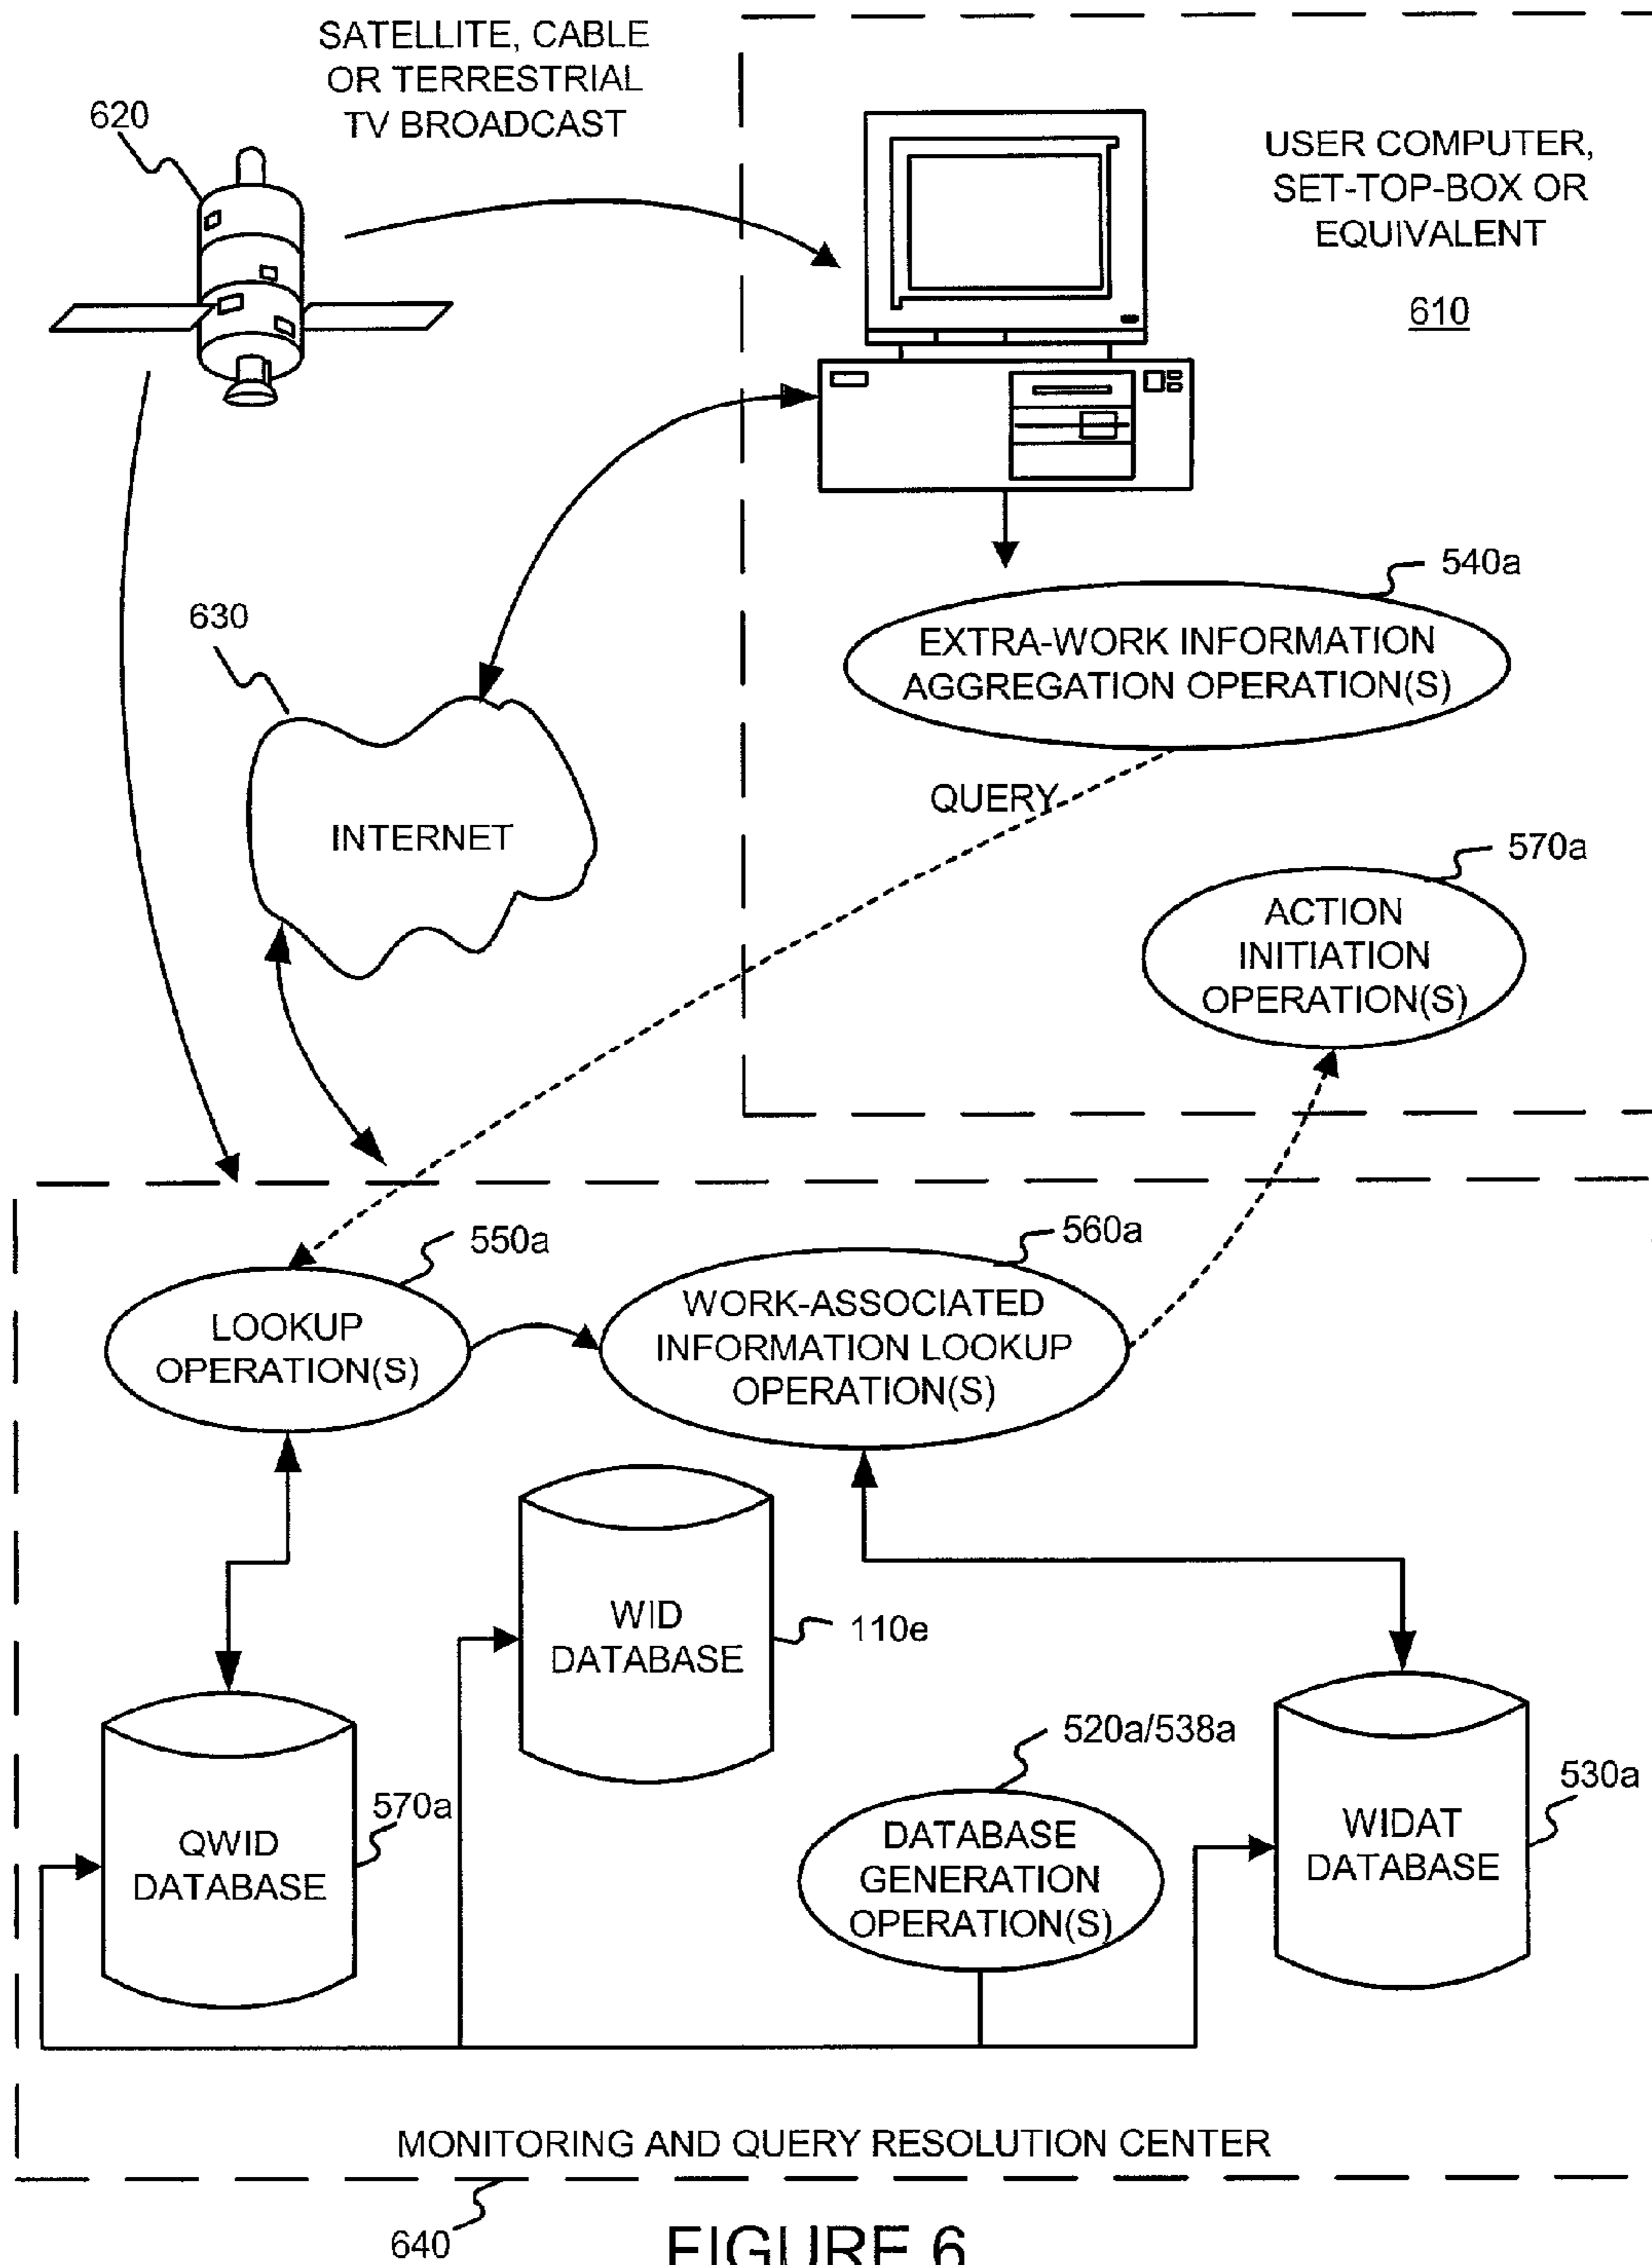 SATELLITE, CABLE
OR TERRESTRIAL
TV BROADCAST
620
USER COMPUTER,
SET-TOP-BOX OR
EQUIVALENT
610
540a
EXTRA-WORK INFORMATION
AGGREGATION OPERATION(S)
630
QUERY
INTERNET
570a
ACTION
INITIATION
OPERATION(S)
550a
LOOKUP
OPERATION(S)
560a
WORK-ASSOCIATED
INFORMATION LOOKUP
OPERATION(S)
WID
DATABASE
110e
520a/538a
570a
QWID
DATABASE
DATABASE
GENERATION
OPERATION(S)
530a
WIDAT
DATABASE
MONITORING AND QUERY RESOLUTION CENTER
640
FIGURE 6